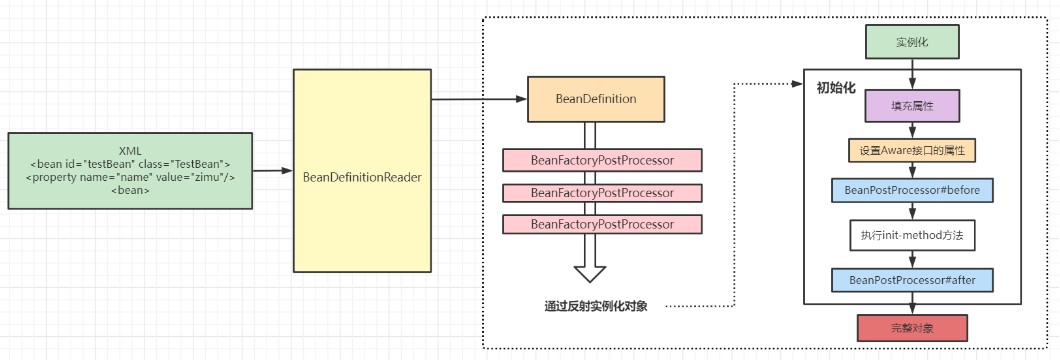 XML
<bean id="testBean" class="TestBean">
<property name="name" value="zimu"/>
<bean>
BeanDefinitionReader
BeanDefinition
BeanFactoryPostProcessor
BeanFactoryPostProcessor
BeanFactoryPostProcessor
通过反射实例化对象
实例化
初始化
填充属性
设置Aware接口的属性
BeanPostProcessor#before
执行init-method方法
BeanPostProcessor#after
完整对象